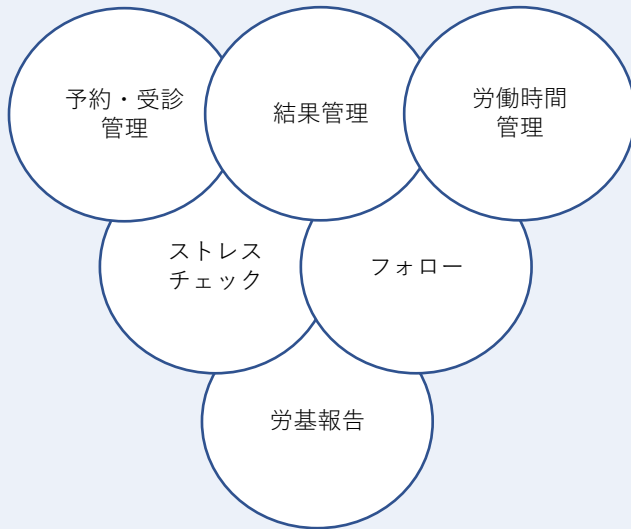 予約・受診
管理
結果管理
労働時間
管理
ストレス
チェック
フォロー
労基報告